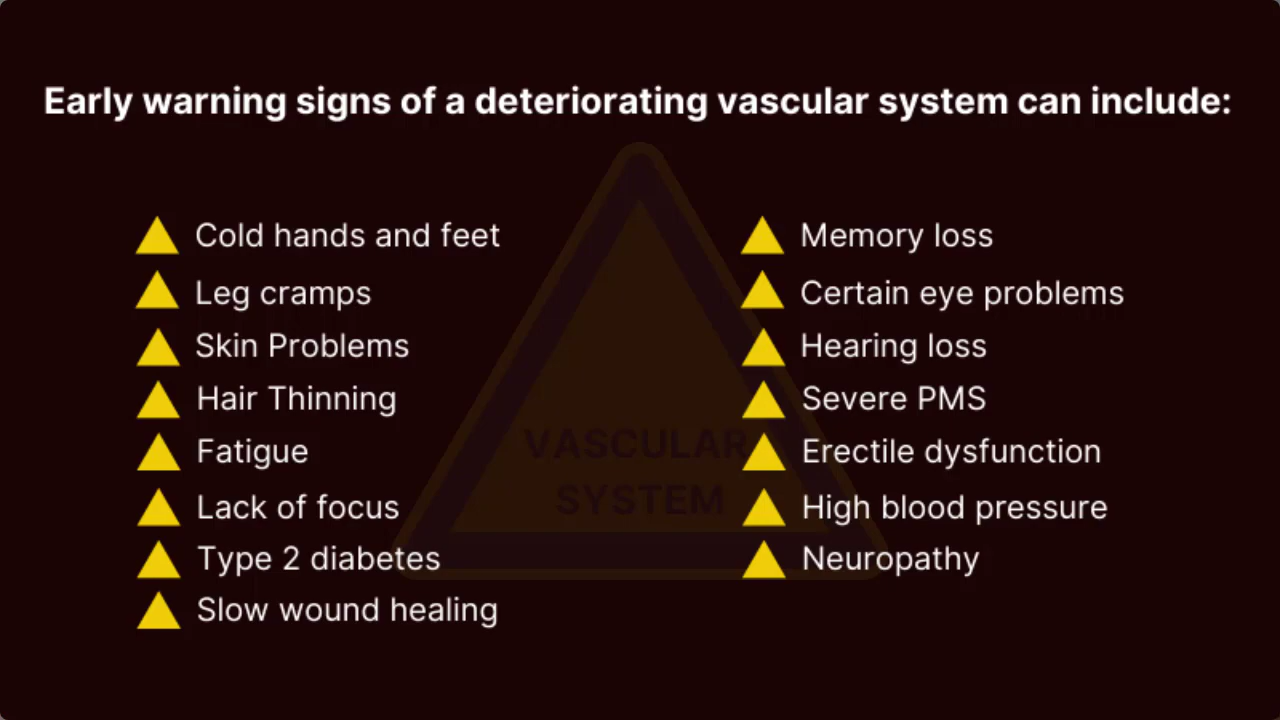 Early warning signs of a deteriorating vascular system can include:
Cold hands and feet
Leg cramps
Skin Problems
Hair Thinning
Fatigue
Lack of focus
Type 2 diabetes
Slow wound healing
Memory loss
Certain eye problems
Hearing loss
Severe PMS
Erectile dysfunction
High blood pressure
Neuropathy
VASCULAR
SYSTEM